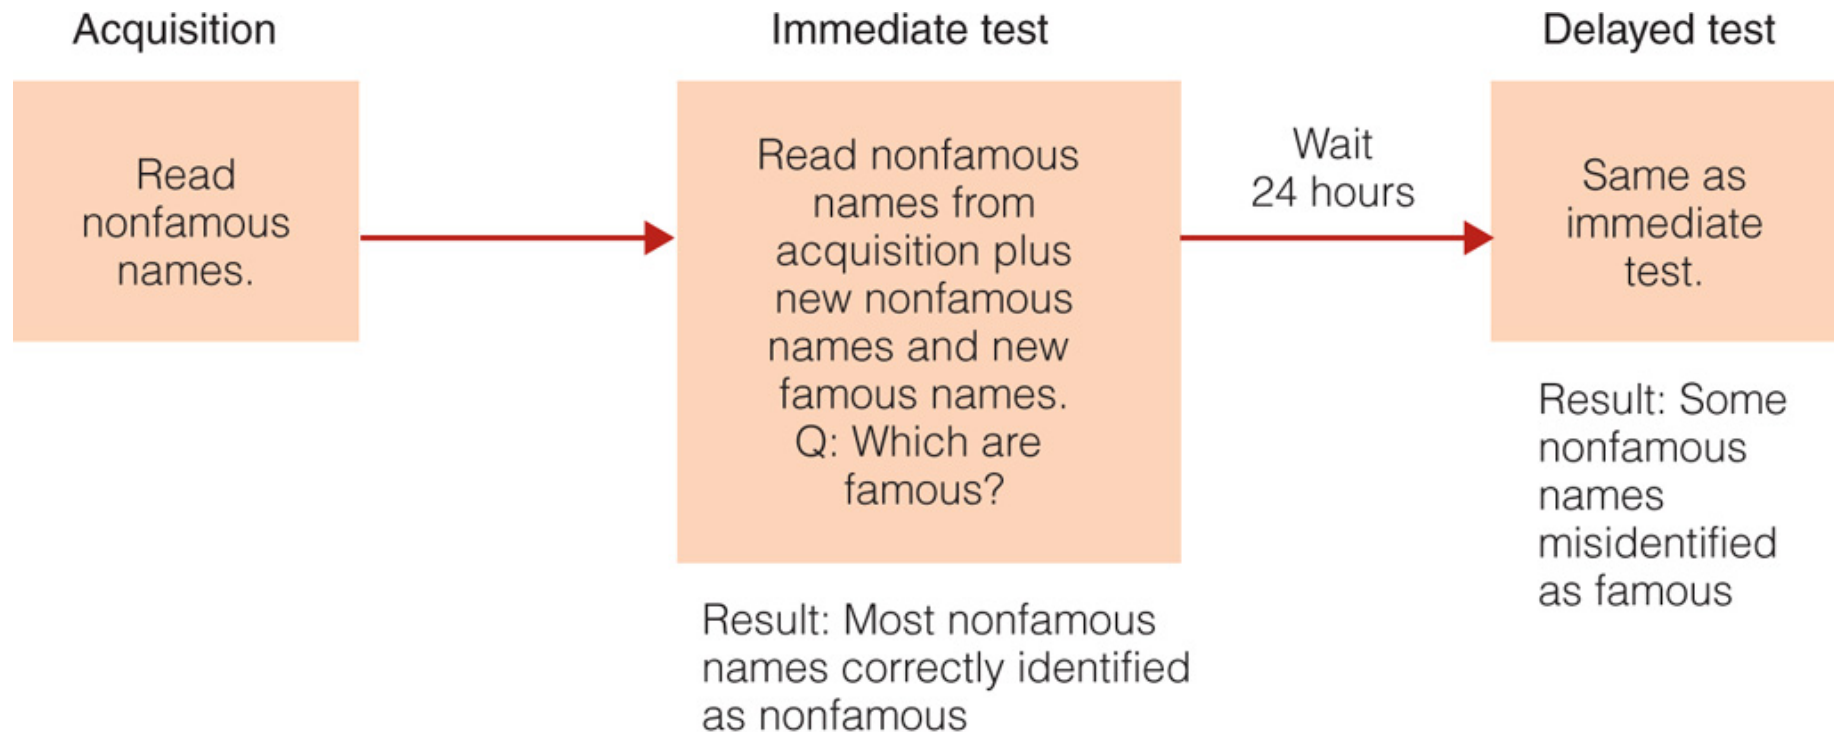 Acquisition
Immediate test
Delayed test
Read
nonfamous
names.
Read nonfamous
names from
acquisition plus
new nonfamous
names and new
famous names.
Q: Which are
famous?
Result: Most nonfamous
names correctly identified
as nonfamous
Wait
24 hours
Same as
immediate
test.
Result: Some
nonfamous
names
misidentified
as famous